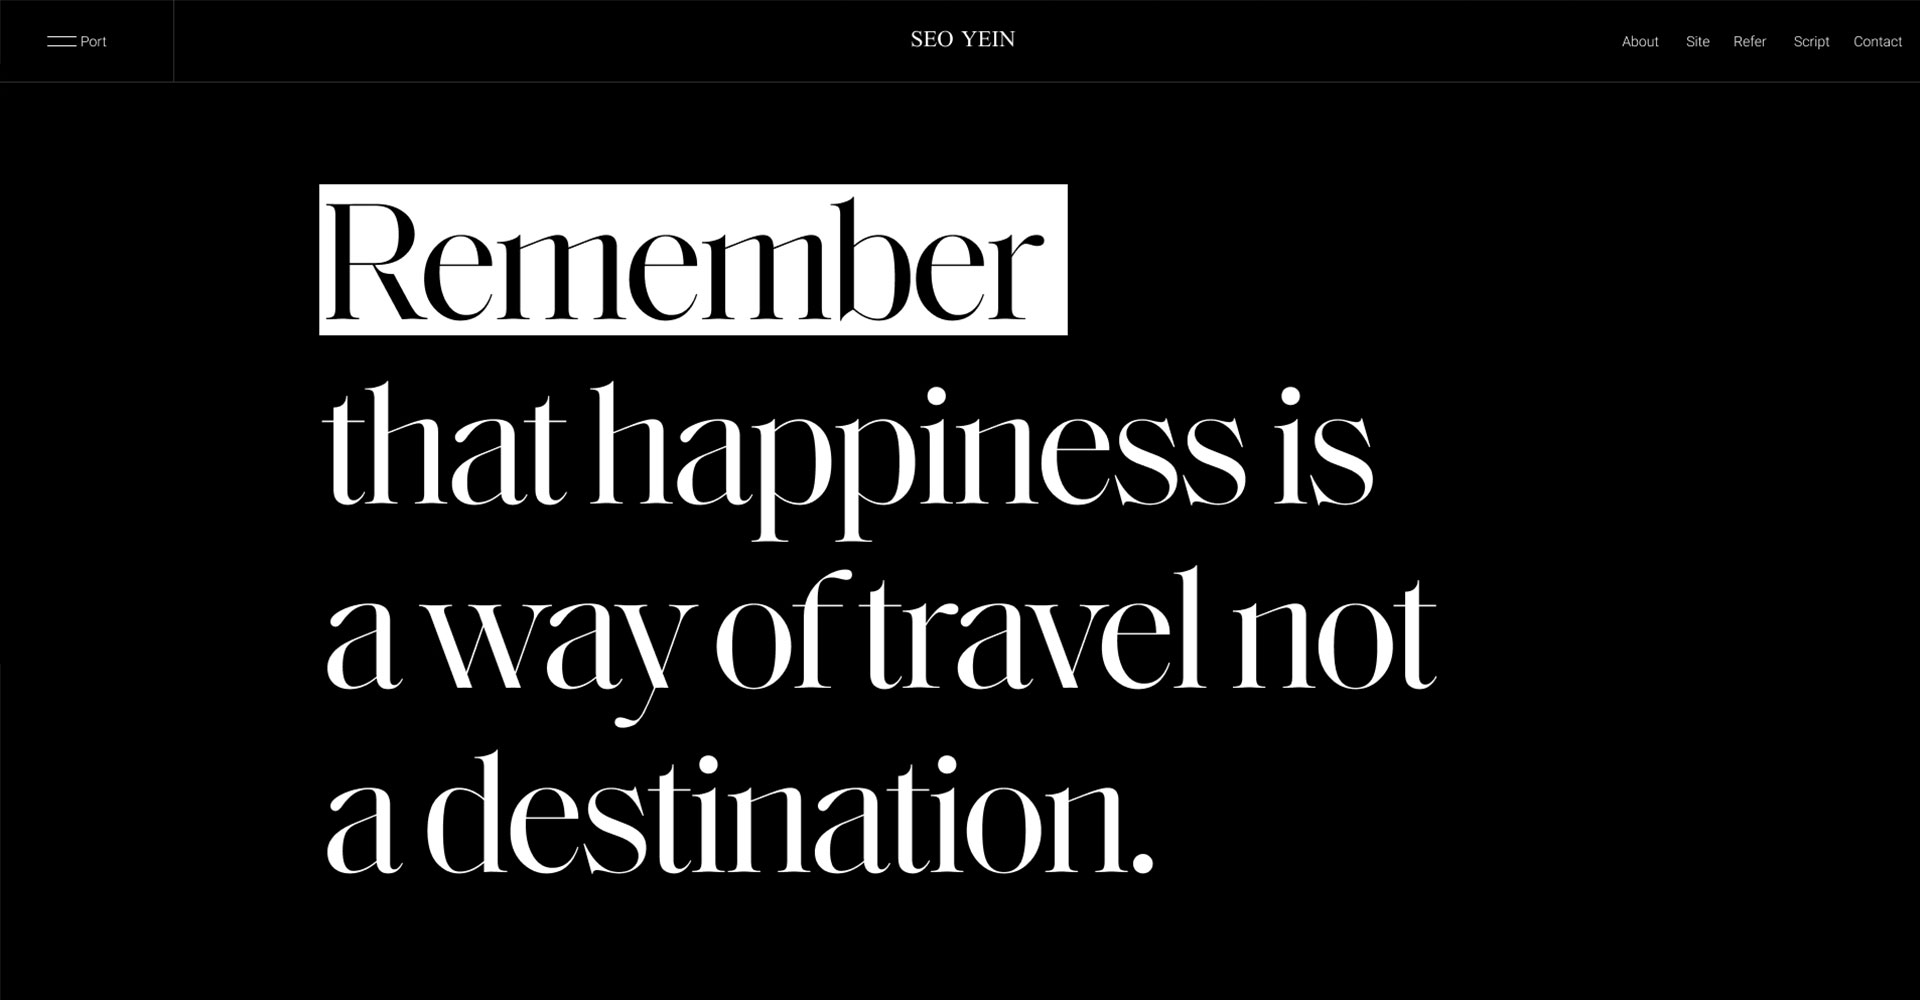 Port
SEO YEIN
About Site Refer Script Contact
Remember
that happiness is
a way of travel not
a destination.